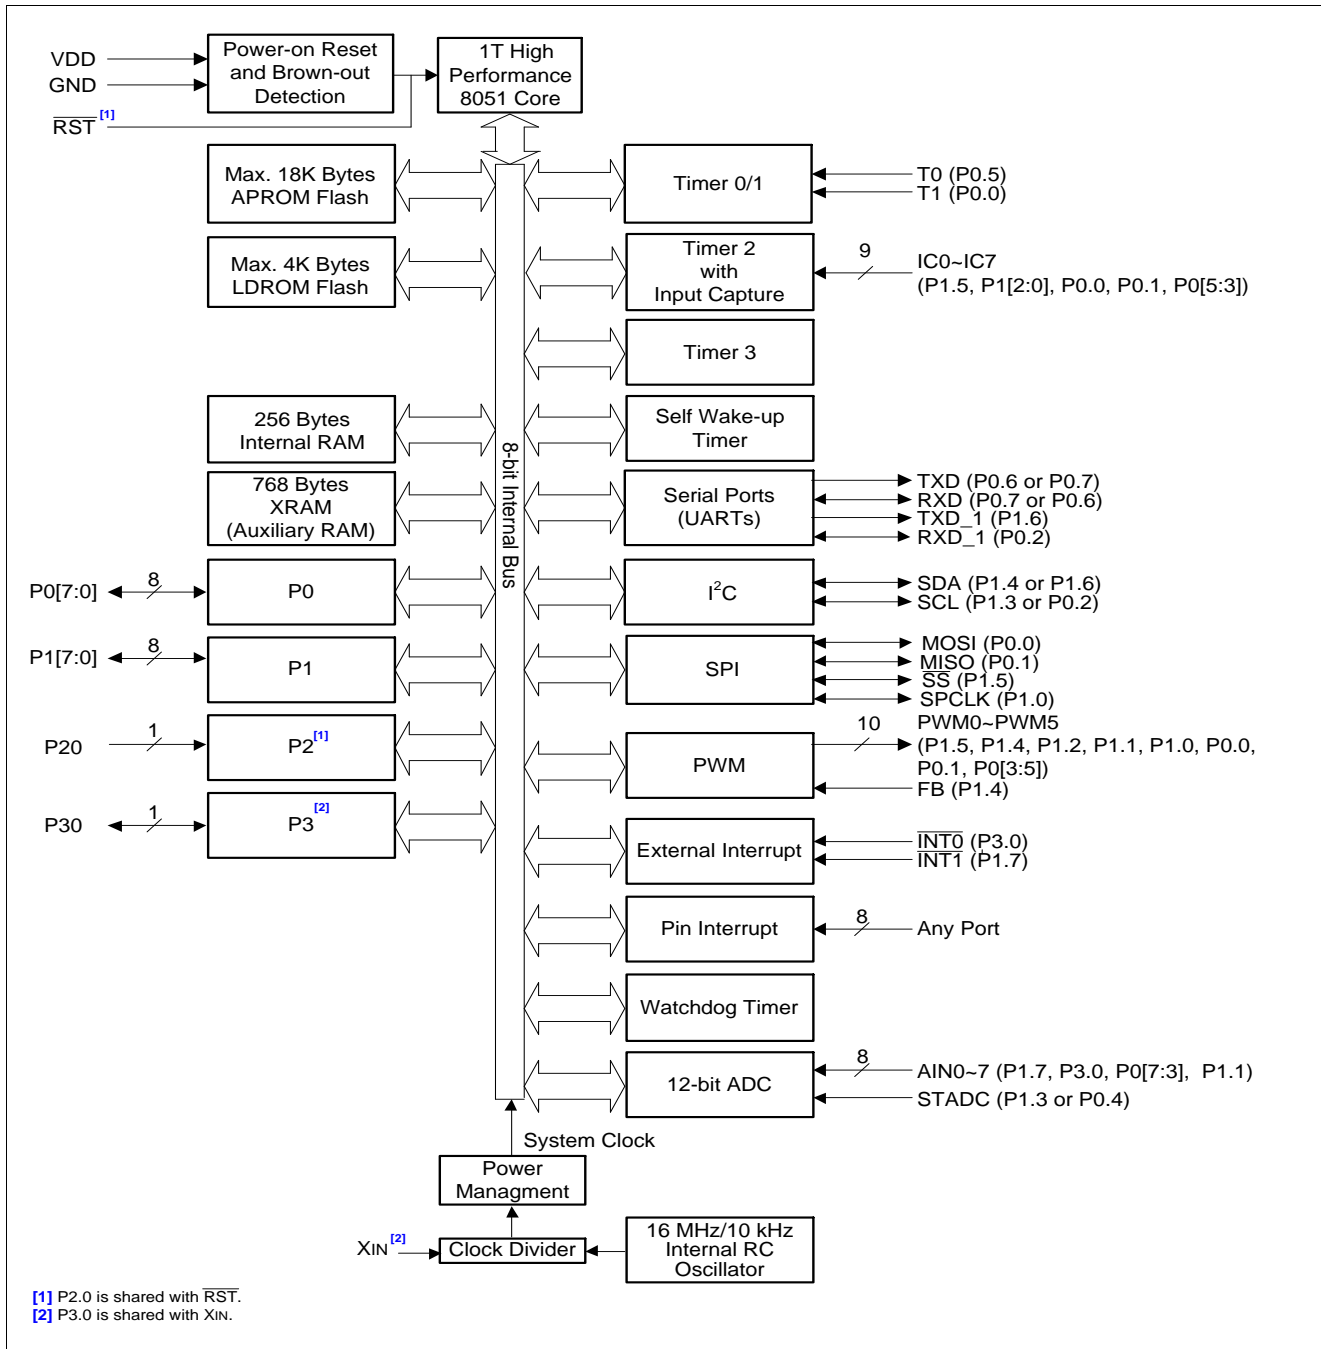 VDD
GND
RST [1]
Power-on Reset
and Brown-out
Detection
1T High
Performance
8051 Core
Max. 18K Bytes
APROM Flash
Max. 4K Bytes
LDROM Flash
256 Bytes
Internal RAM
768 Bytes
XRAM
(Auxiliary RAM)
P0[7:0]
8
P0
P1[7:0]
8
P1
P20
1
P2[1]
P30
1
P3[2]
8-bit Internal Bus
Timer 0/1
T0 (P0.5)
T1 (P0.0)
Timer 2
with
Input Capture
9
IC0~IC7
(P1.5, P1[2:0], P0.0, P0.1, P0[5:3])
Timer 3
Self Wake-up
Timer
Serial Ports
(UARTs)
TXD (P0.6 or P0.7)
RXD (P0.7 or P0.6)
TXD_1 (P1.6)
RXD_1 (P0.2)
I²C
SDA (P1.4 or P1.6)
SCL (P1.3 or P0.2)
SPI
MOSI (P0.0)
MISO (P0.1)
SS (P1.5)
SPCLK (P1.0)
PWM
10
PWM0~PWM5
(P1.5, P1.4, P1.2, P1.1, P1.0, P0.0,
P0.1, P0[3:5])
FB (P1.4)
External Interrupt
INT0 (P3.0)
INT1 (P1.7)
Pin Interrupt
8
Any Port
Watchdog Timer
12-bit ADC
8
AIN0~7 (P1.7, P3.0, P0[7:3], P1.1)
STADC (P1.3 or P0.4)
System Clock
Power
Managment
XIN [2]
Clock Divider
16 MHz/10 kHz
Internal RC
Oscillator
[1] P2.0 is shared with RST.
[2] P3.0 is shared with XIN.